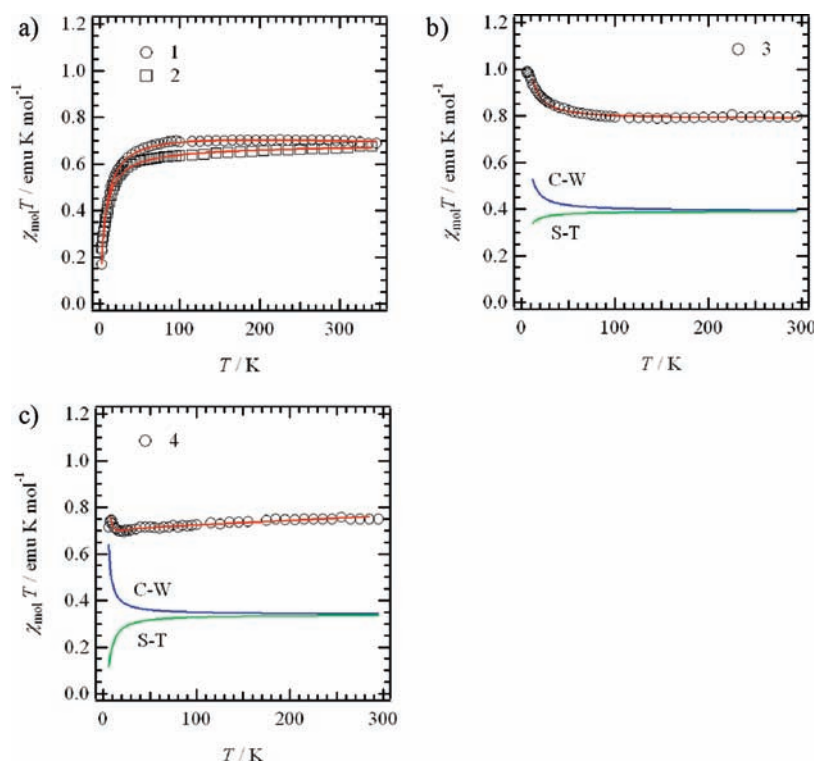 a)
○ 1
□ 2
1.2
1.0
0.8
0.6
0.4
0.2
0.0
χmolT / emu K mol⁻¹
0 100 200 300
T / K
b)
○ 3
1.2
1.0
0.8
0.6
0.4
0.2
0.0
χmolT / emu K mol⁻¹
C-W
S-T
0 100 200 300
T / K
c)
○ 4
1.2
1.0
0.8
0.6
0.4
0.2
0.0
χmol T / emu K mol⁻¹
C-W
S-T
0 100 200 300
T / K